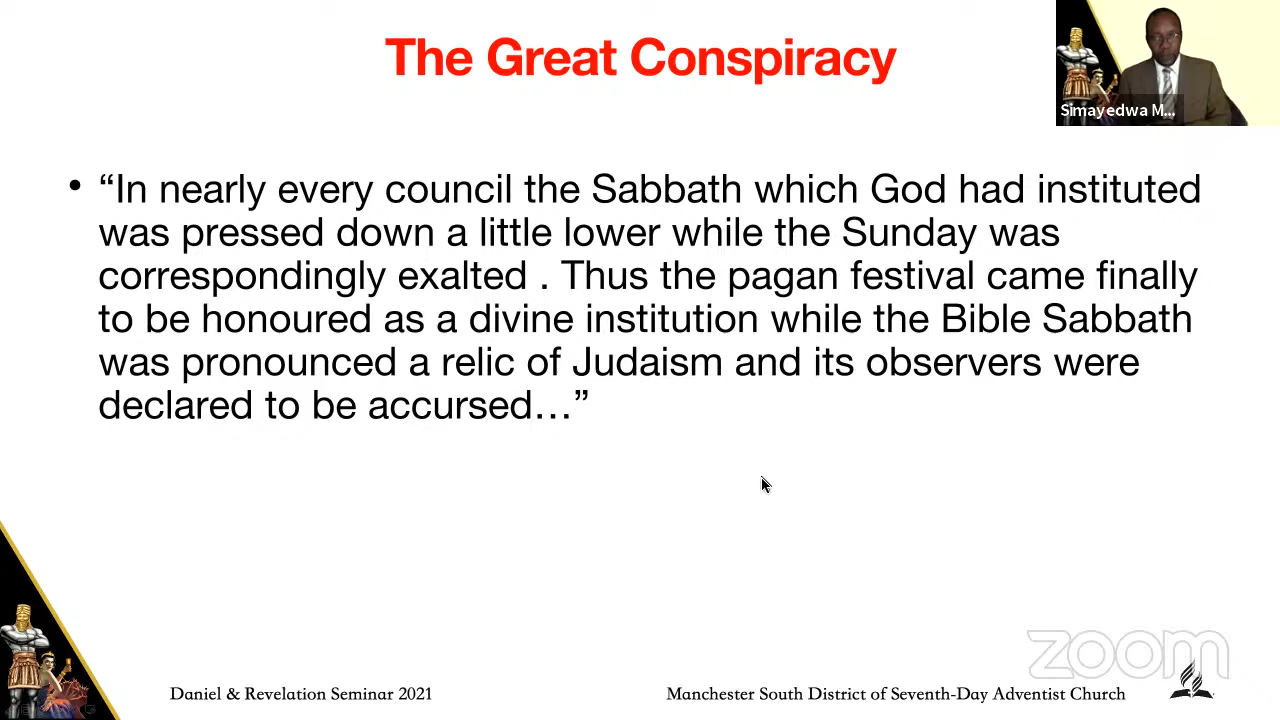 The Great Conspiracy
Simayedwa M...
• “In nearly every council the Sabbath which God had instituted
was pressed down a little lower while the Sunday was
correspondingly exalted . Thus the pagan festival came finally
to be honoured as a divine institution while the Bible Sabbath
was pronounced a relic of Judaism and its observers were
declared to be accursed…”
zoom
Daniel & Revelation Seminar 2021
Manchester South District of Seventh-Day Adventist Church